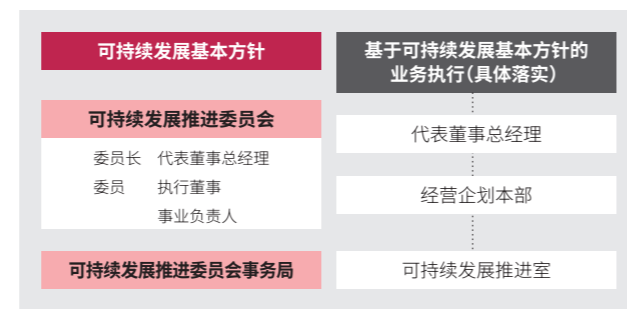 可持续发展基本方针
可持续发展推进委员会
委员长 代表董事总经理
委员 执行董事
事业负责人
可持续发展推进委员会事务局
基于可持续发展基本方针的
业务执行(具体落实)
代表董事总经理
经营企划本部
可持续发展推进室